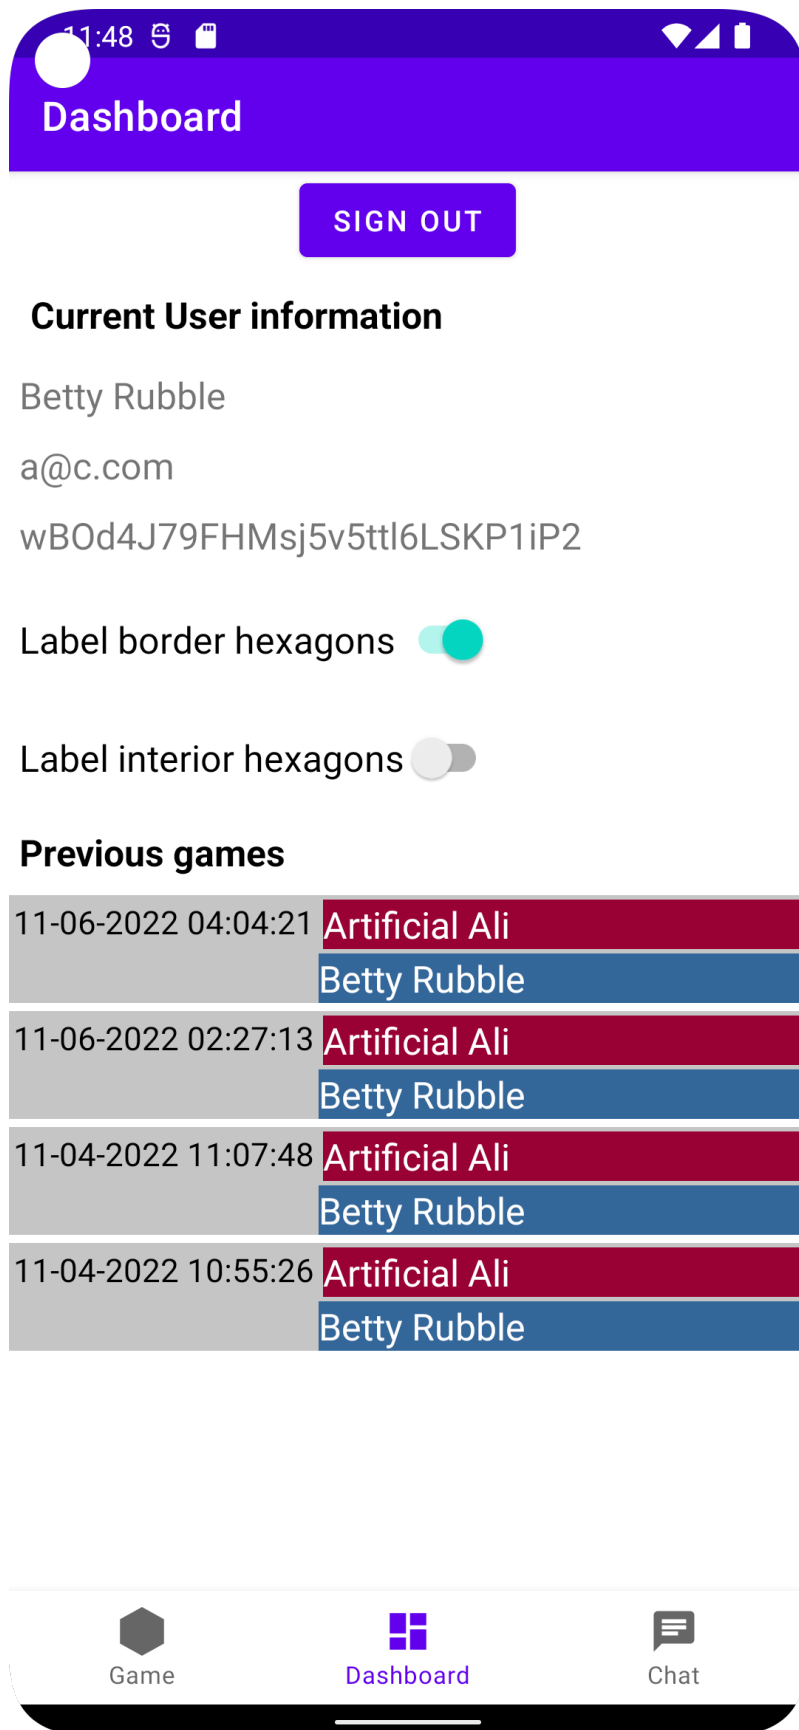 11:48
Dashboard
SIGN OUT
Current User information
Betty Rubble
a@c.com
wBOd4J79FHMsj5v5ttl6LSKP1iP2
Label border hexagons
Label interior hexagons
Previous games
11-06-2022 04:04:21 Artificial Ali
Betty Rubble
11-06-2022 02:27:13 Artificial Ali
Betty Rubble
11-04-2022 11:07:48 Artificial Ali
Betty Rubble
11-04-2022 10:55:26 Artificial Ali
Betty Rubble
Game Dashboard Chat